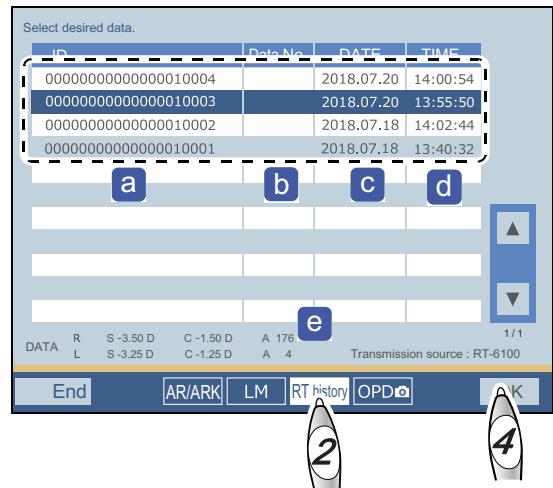 Select desired data.
ID Data No. DATE TIME
00000000000000010004 2018.07.20 14:00:54
00000000000000010003 2018.07.20 13:55:50
00000000000000010002 2018.07.18 14:02:44
00000000000000010001 2018.07.18 13:40:32
a b c d
e
1/1
DATA R S -3.50 D C -1.50 D A 176
L S -3.25 D C -1.25 D A 4 Transmission source : RT-6100
End AR/ARK LM RT history OPD OK
2 4